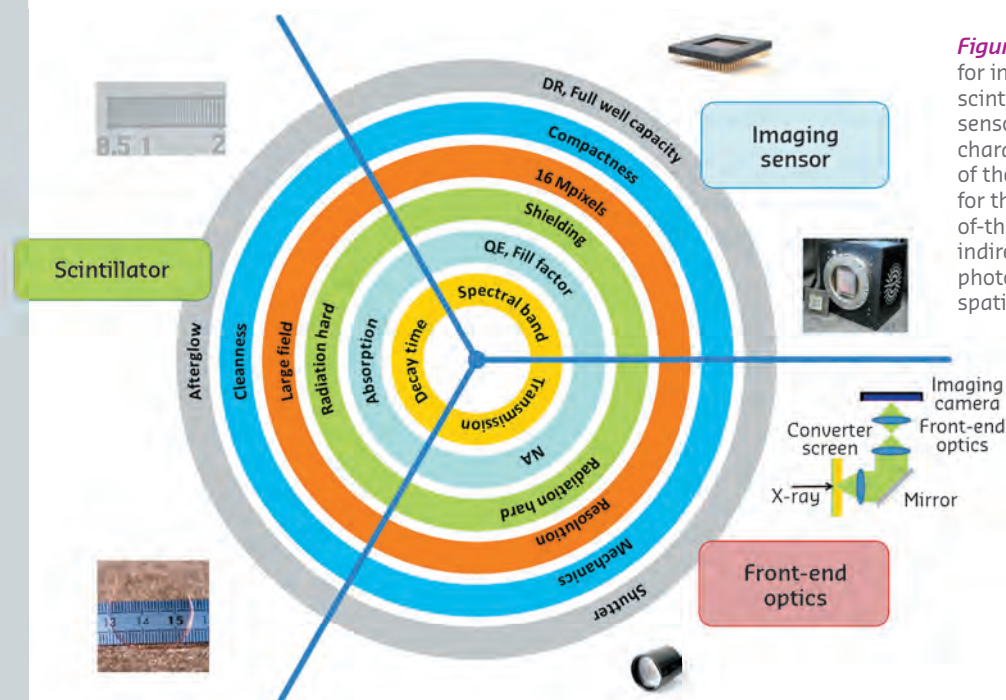 DR, Full well capacity
Compactness
16 Mpixels
Shielding
QE, Fill factor
Spectral band
Imaging
sensor
Scintillator
Afterglow
Cleanness
Large field
Radiation hard
Absorption
Decay time
Transmission
NA
Radiation hard
Resolution
Mechanics
Shutter
Front-end
optics
Imaging
camera
Front-end
optics
Converter
screen
X-ray
Mirror
0.5 1 2
13 14 15
Figur
for in
scint
sensor
chara
of the
for th
of-th
indire
photo
spati